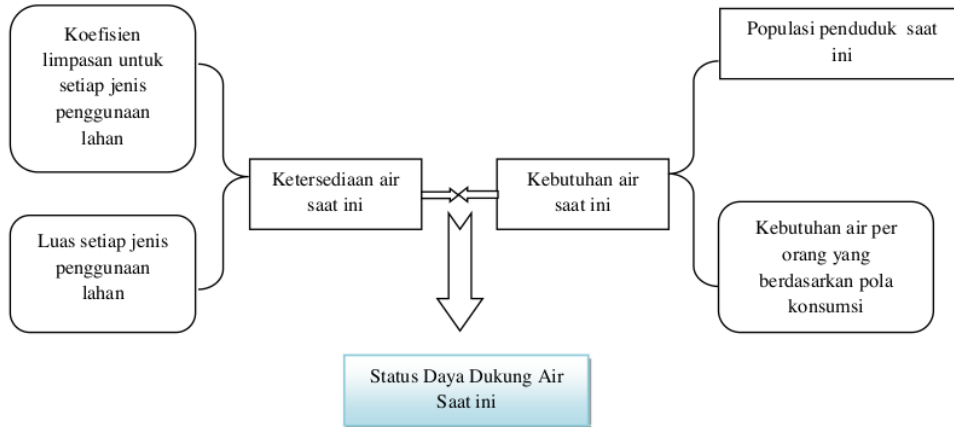 Koefisien
limpasan untuk
setiap jenis
penggunaan
lahan
Luas setiap jenis
penggunaan
lahan
Ketersediaan air
saat ini
Kebutuhan air
saat ini
Populasi penduduk saat
ini
Kebutuhan air per
orang yang
berdasarkan pola
konsumsi
Status Daya Dukung Air
Saat ini